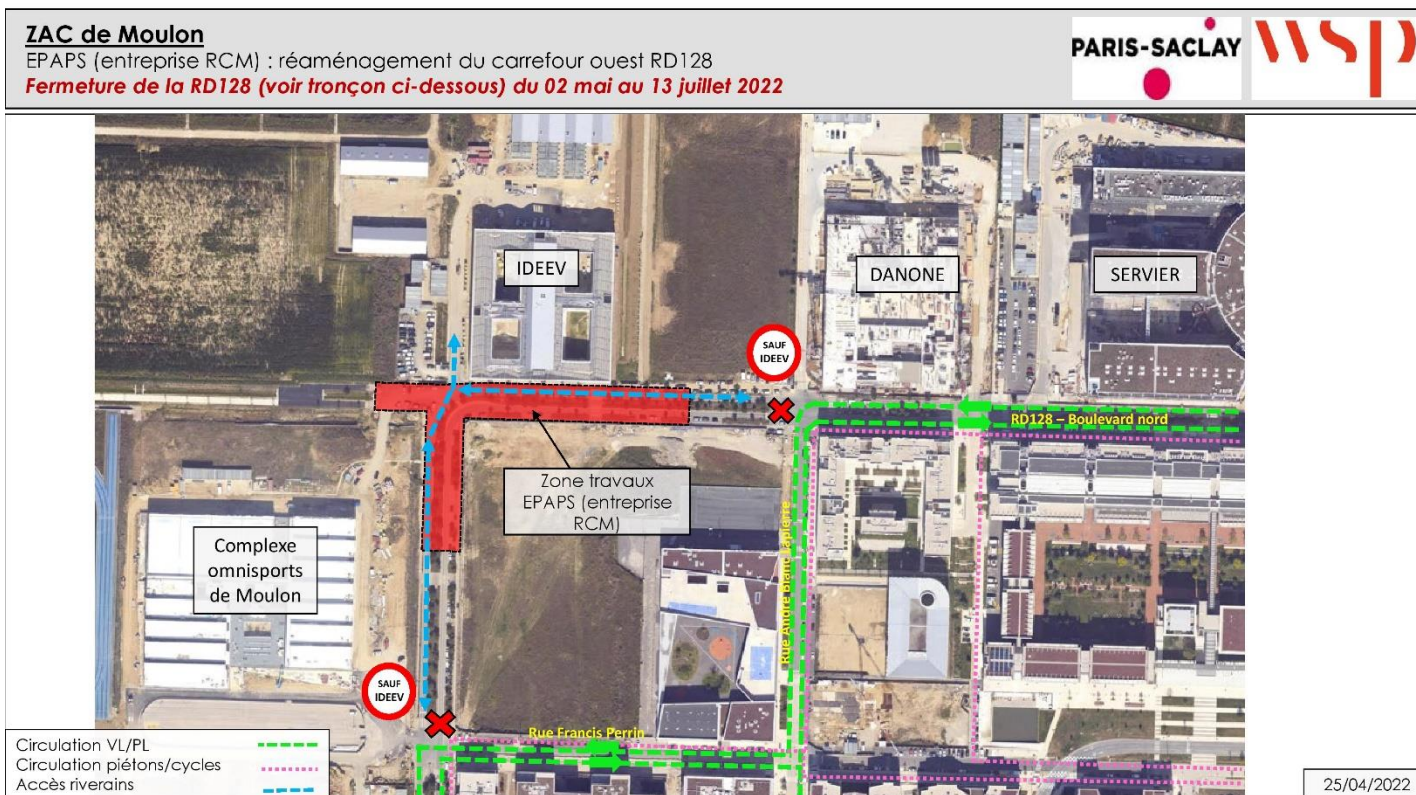 ZAC de Moulon
EPAPS (entreprise RCM) : réaménagement du carrefour ouest RD128
Fermeture de la RD128 (voir tronçon ci-dessous) du 02 mai au 13 juillet 2022
PARIS-SACLAY
wsp
IDEEV
DANONE
SERVIER
SAUF
IDEEV
RD128 – Boulevard nord
Zone travaux
EPAPS (entreprise
RCM)
Rue André Blanc Lapierre
Complexe
omnisports
de Moulon
SAUF
IDEEV
Rue Francis Perrin
Circulation VL/PL
Circulation piétons/cycles
Accès riverains
25/04/2022